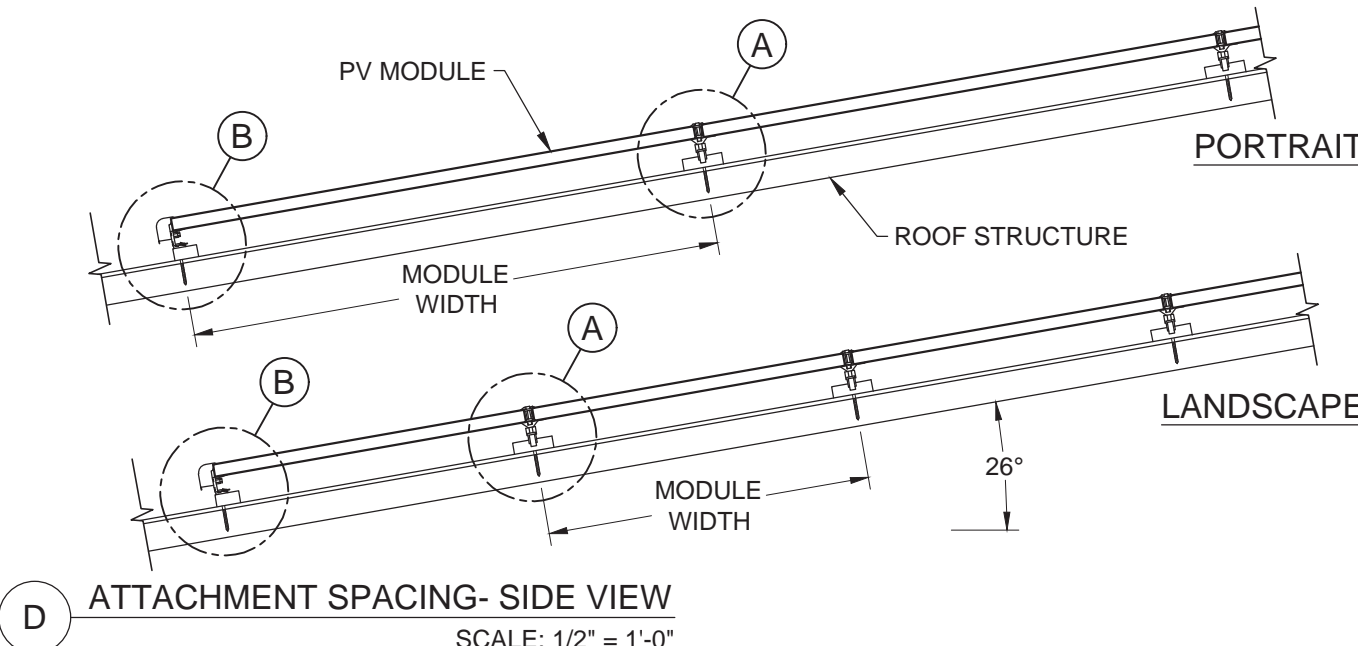 PV MODULE
A
B
PORTRAIT
ROOF STRUCTURE
MODULE
WIDTH
A
B
LANDSCAPE
26°
MODULE
WIDTH
D
ATTACHMENT SPACING- SIDE VIEW
SCALE: 1/2" = 1'-0"